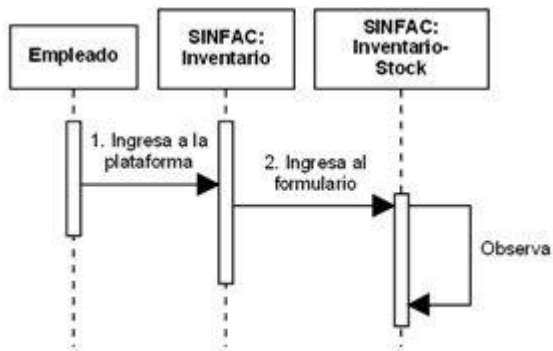 Empleado
SINFAC:
Inventario
SINFAC:
Inventario-
Stock
1. Ingresa a la
plataforma
2. Ingresa al
formulario
Observa